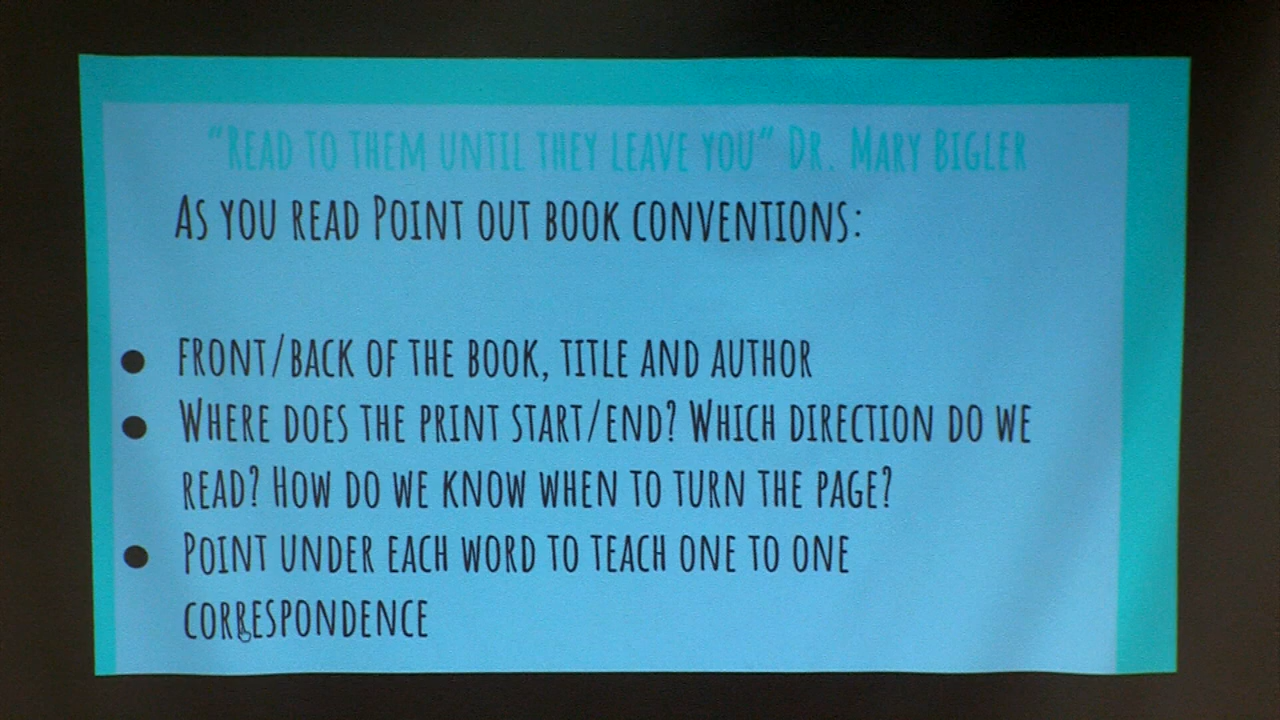 "Read to them until they leave you" Dr. Mary Bigler
As you read Point out book conventions:
● front/back of the book, title and author
● Where does the print start/end? Which direction do we
read? How do we know when to turn the page?
● Point under each word to teach one to one
correspondence